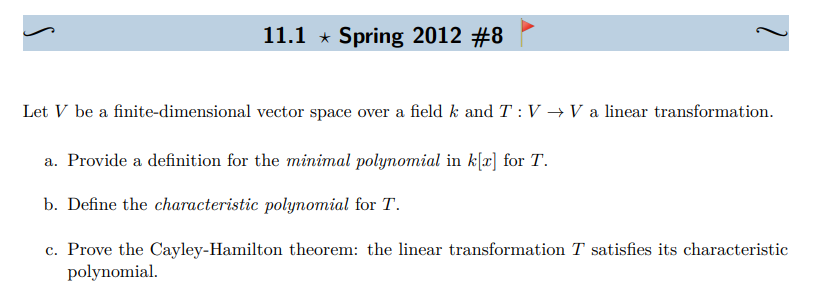 11.1 ⋆ Spring 2012 #8
Let V be a finite-dimensional vector space over a field k and T : V → V a linear transformation.
a. Provide a definition for the minimal polynomial in k[x] for T.
b. Define the characteristic polynomial for T.
c. Prove the Cayley-Hamilton theorem: the linear transformation T satisfies its characteristic
polynomial.